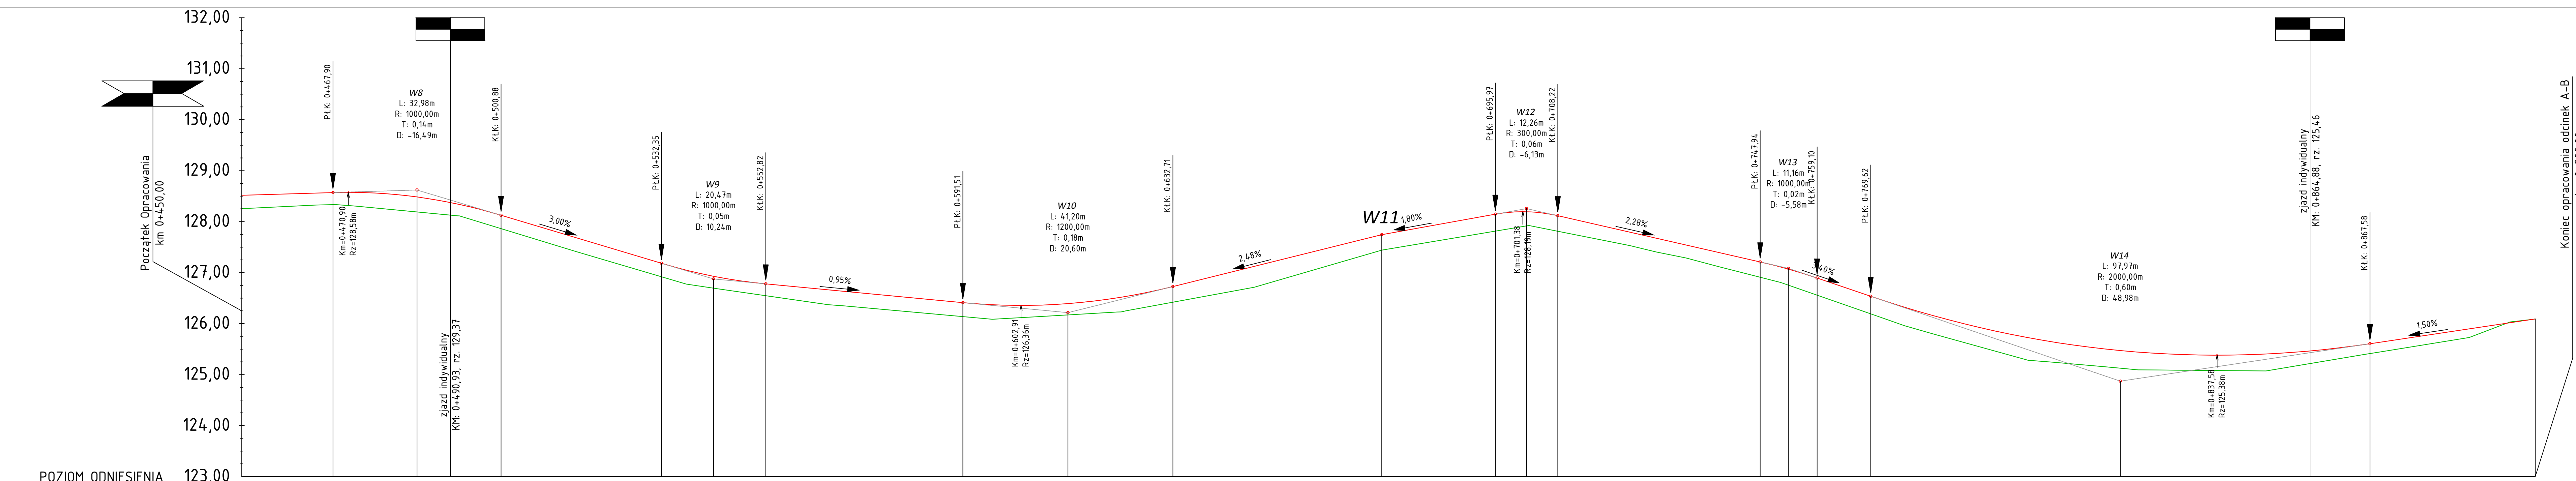 132,00
131,00
130,00
129,00
128,00
127,00
126,00
125,00
124,00
123,00
POZIOM ODNIESIENIA
Początek Opracowania
km 0+450,00
PŁK: 0+467,90
Km=0+470,90
Rz=128,58m
W8
L: 32,98m
R: 1000,00m
T: 0,14m
D: -16,49m
zjazd indywidualny
KM: 0+490,93, rz. 129,37
KŁK: 0+500,88
3,00%
PŁK: 0+532,35
W9
L: 20,47m
R: 1000,00m
T: 0,05m
D: 10,24m
KŁK: 0+552,82
0,95%
PŁK: 0+591,51
Km=0+602,91
Rz=126,36m
W10
L: 41,20m
R: 1200,00m
T: 0,18m
D: 20,60m
KŁK: 0+632,71
2,48%
W11
1,80%
PŁK: 0+695,97
Km=0+701,38
Rz=128,19m
W12
L: 12,26m
R: 300,00m
T: 0,06m
D: -6,13m
KŁK: 0+708,22
2,28%
PŁK: 0+747,94
W13
L: 11,16m
R: 1000,00m
T: 0,02m
D: -5,58m
KŁK: 0+759,10
3,40%
PŁK: 0+769,62
W14
L: 97,97m
R: 2000,00m
T: 0,60m
D: 48,98m
Km=0+837,58
Rz=125,38m
zjazd indywidualny
KM: 0+864,88, rz. 125,46
KŁK: 0+867,58
1,50%
Koniec opracowania odcinek A-B